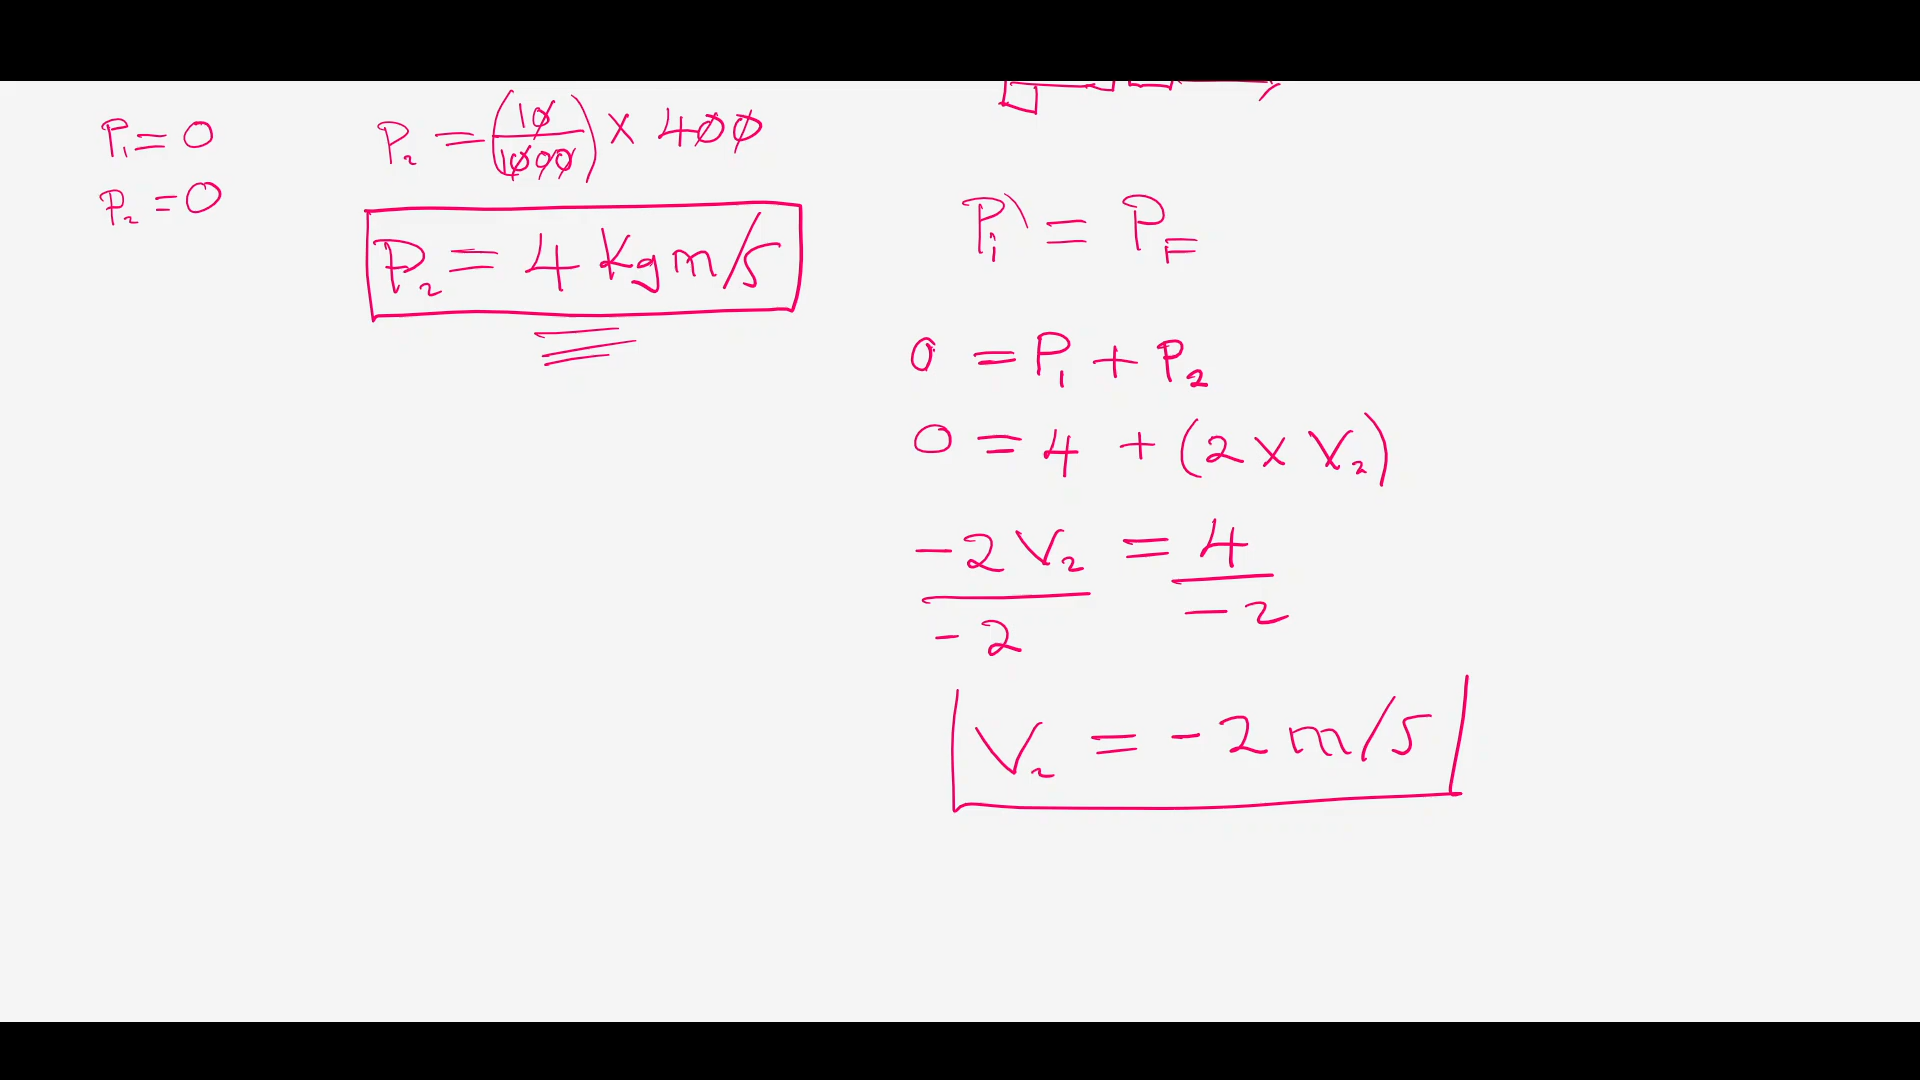 P₁ = 0
P₂ = 0
P₂ = (10/1000) × 400
P₂ = 4 Kgm/s
Pᵢ = P_F
0 = P₁ + P₂
0 = 4 + (2 × V₂)
-2V₂/-2 = 4/-2
V₂ = -2 m/s